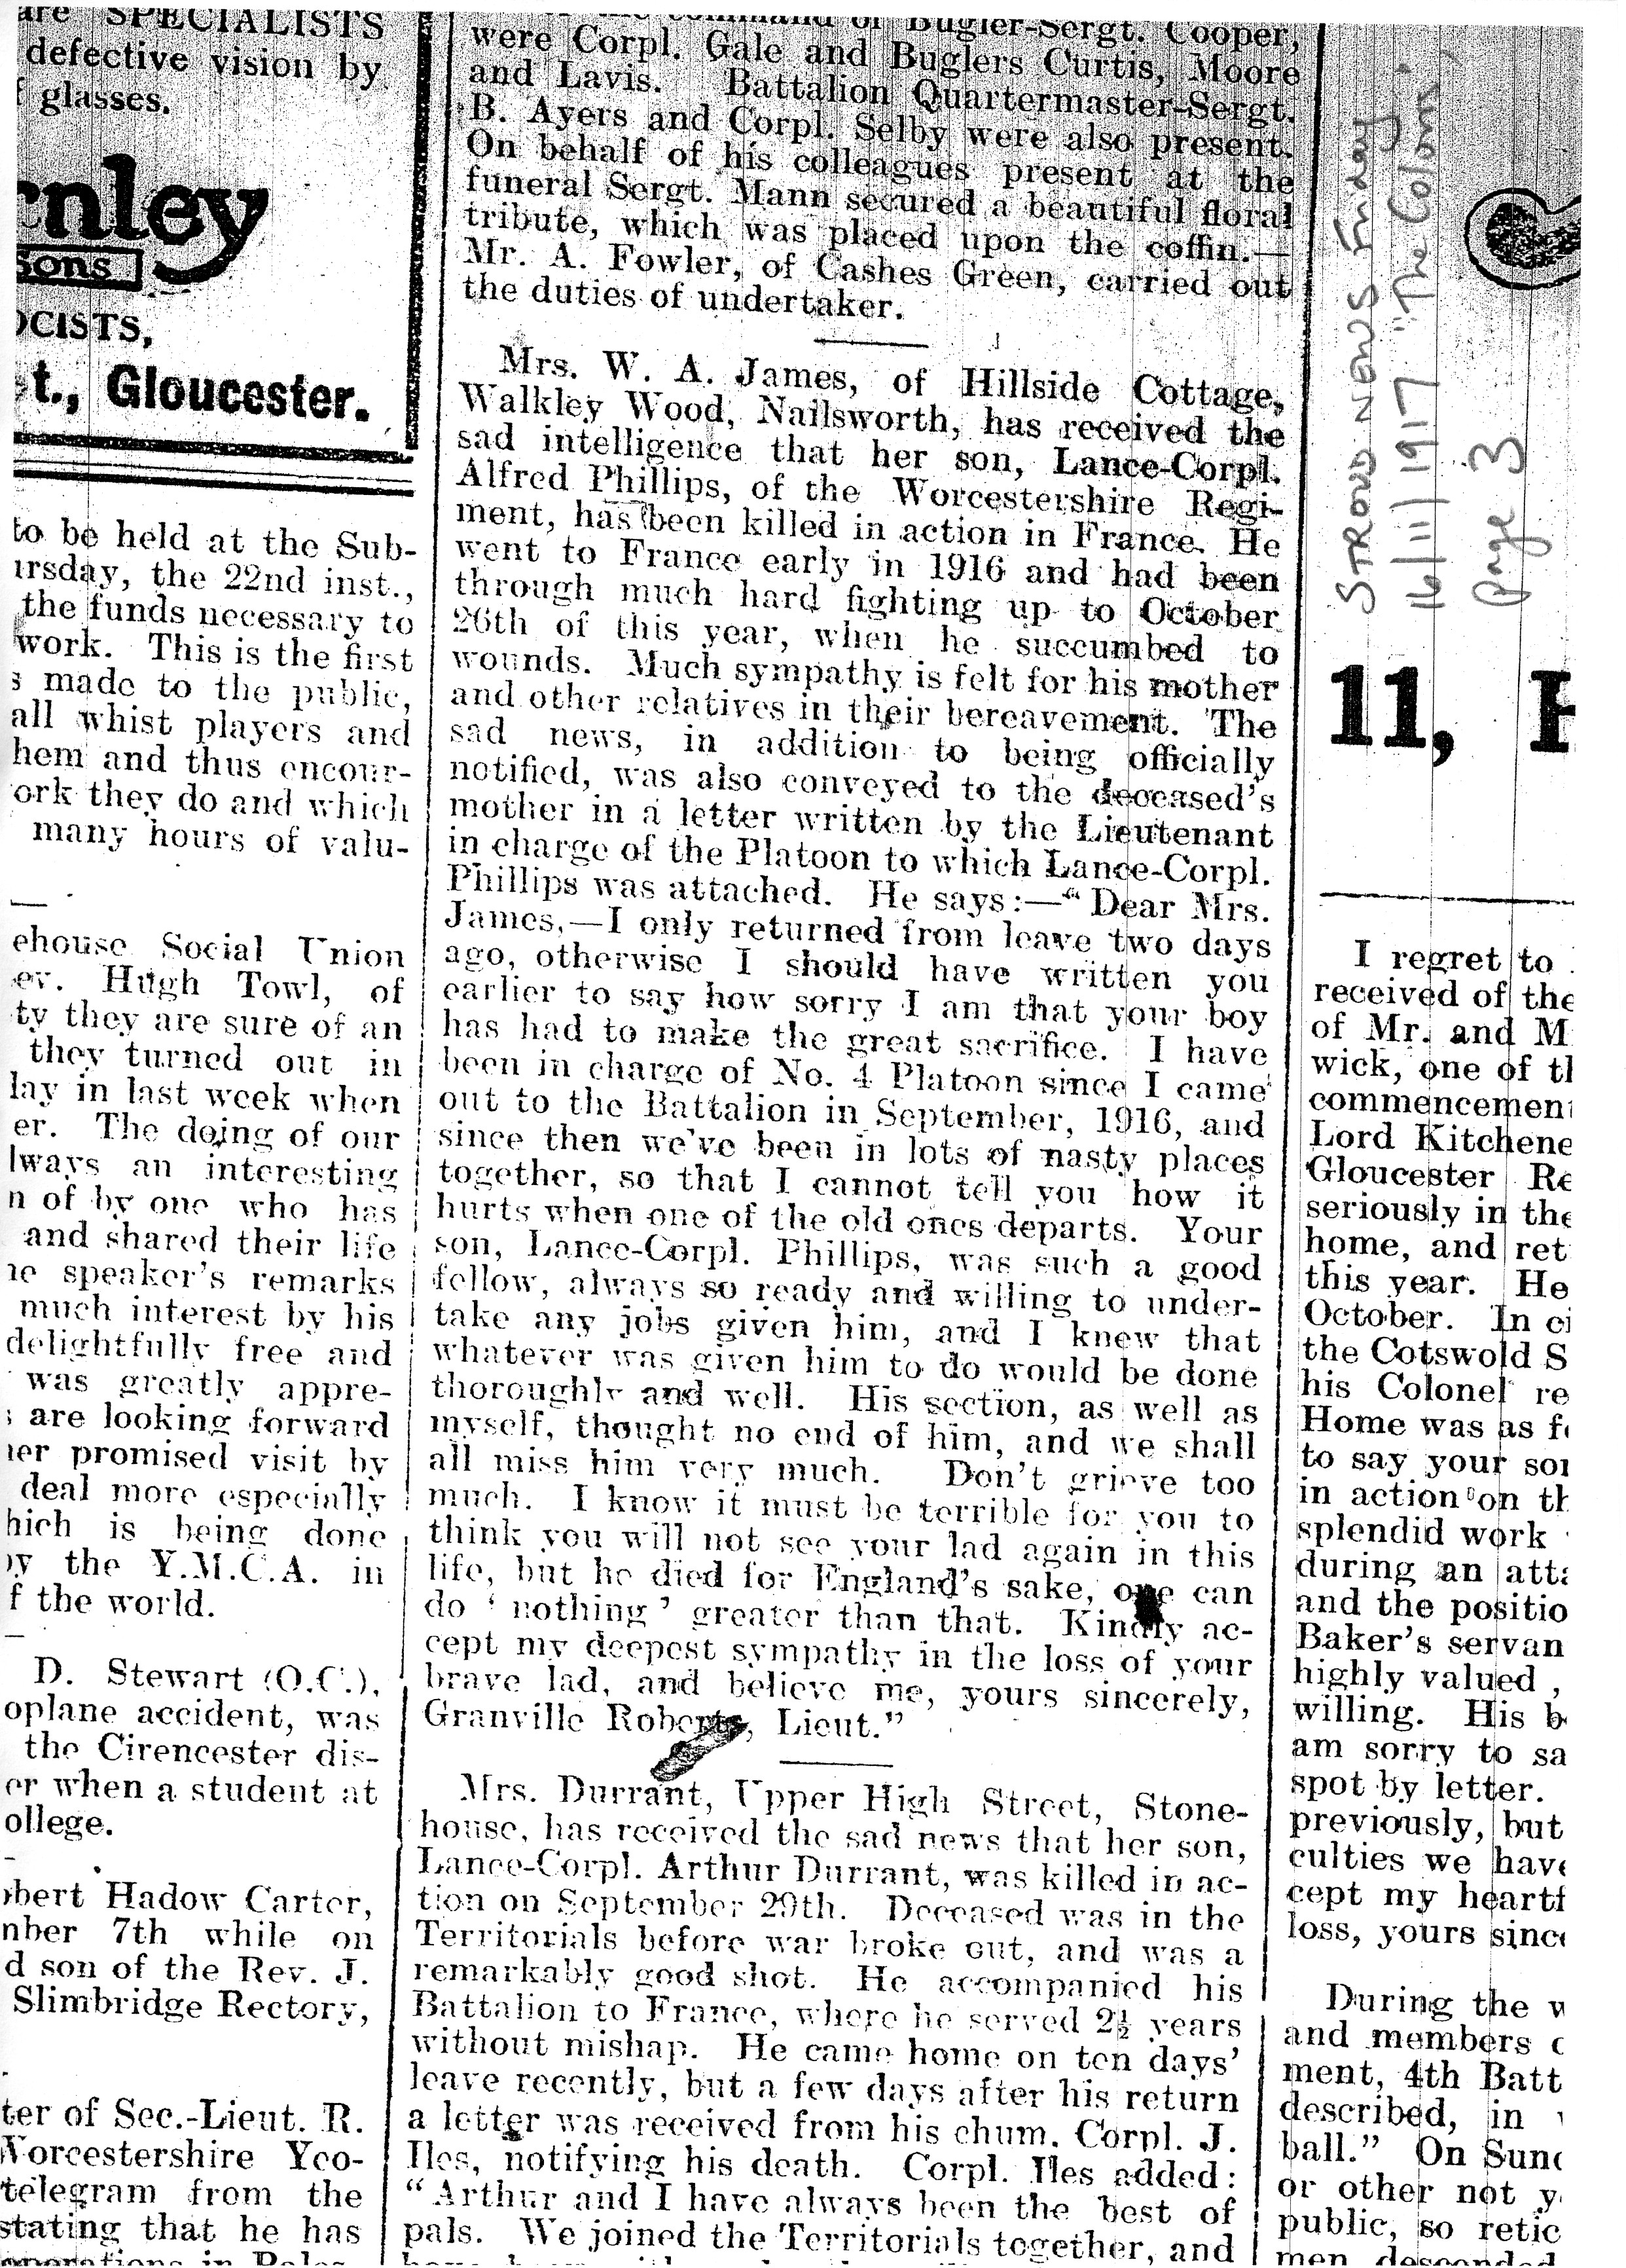 are SPECIALISTS
defective vision by
glasses.
rnley
Sons
OCISTS,
t., Gloucester.
to be held at the Sub-
ursday, the 22nd inst.,
the funds necessary to
work. This is the first
s made to the public,
all whist players and
hem and thus encour-
ork they do and which
many hours of valu-
ehouse Social Union
ev. Hugh Towl, of
ty they are sure of an
they turned out in
lay in last week when
er. The doing of our
lways an interesting
n of by one who has
and shared their life
he speaker's remarks
much interest by his
delightfully free and
was greatly appre-
s are looking forward
her promised visit by
deal more especially
hich is being done
by the Y.M.C.A. in
f the world.
D. Stewart (O.C.),
oplane accident, was
the Cirencester dis-
er when a student at
ollege.
obert Hadow Carter,
mber 7th while on
d son of the Rev. J.
Slimbridge Rectory,
ter of Sec.-Lieut. R.
Worcestershire Yeo-
telegram from the
stating that he has
operations in
command of Bugler-Sergt. Cooper,
were Corpl. Gale and Buglers Curtis, Moore
and Lavis. Battalion Quartermaster-Sergt.
B. Ayers and Corpl. Selby were also present.
On behalf of his colleagues present at the
funeral Sergt. Mann secured a beautiful floral
tribute, which was placed upon the coffin.—
Mr. A. Fowler, of Cashes Green, carried out
the duties of undertaker.
Mrs. W. A. James, of Hillside Cottage,
Walkley Wood, Nailsworth, has received the
sad intelligence that her son, Lance-Corpl.
Alfred Phillips, of the Worcestershire Regi-
ment, has been killed in action in France. He
went to France early in 1916 and had been
through much hard fighting up to October
26th of this year, when he succumbed to
wounds. Much sympathy is felt for his mother
and other relatives in their bereavement. The
sad news, in addition to being officially
notified, was also conveyed to the deceased's
mother in a letter written by the Lieutenant
in charge of the Platoon to which Lance-Corpl.
Phillips was attached. He says:—"Dear Mrs.
James,—I only returned from leave two days
ago, otherwise I should have written you
earlier to say how sorry I am that your boy
has had to make the great sacrifice. I have
been in charge of No. 4 Platoon since I came
out to the Battalion in September, 1916, and
since then we've been in lots of nasty places
together, so that I cannot tell you how it
hurts when one of the old ones departs. Your
son, Lance-Corpl. Phillips, was such a good
fellow, always so ready and willing to under-
take any jobs given him, and I knew that
whatever was given him to do would be done
thoroughly and well. His section, as well as
myself, thought no end of him, and we shall
all miss him very much. Don't grieve too
much. I know it must be terrible for you to
think you will not see your lad again in this
life, but he died for England's sake, one can
do 'nothing' greater than that. Kindly ac-
cept my deepest sympathy in the loss of your
brave lad, and believe me, yours sincerely,
Granville Roberts, Lieut."
Mrs. Durrant, Upper High Street, Stone-
house, has received the sad news that her son,
Lance-Corpl. Arthur Durrant, was killed in ac-
tion on September 29th. Deceased was in the
Territorials before war broke out, and was a
remarkably good shot. He accompanied his
Battalion to France, where he served 2½ years
without mishap. He came home on ten days'
leave recently, but a few days after his return
a letter was received from his chum, Corpl. J.
Iles, notifying his death. Corpl. Iles added:
"Arthur and I have always been the best of
pals. We joined the Territorials together, and
STROUD NEWS Friday
16/11/1917 "The Colonr"
Page 3
11, H
I regret to
received of the
of Mr. and M
wick, one of tl
commencement
Lord Kitchene
Gloucester Re
seriously in the
home, and ret
this year. He
October. In ci
the Cotswold S
his Colonel re
Home was as fo
to say your son
in action on th
splendid work
during an atta
and the positio
Baker's servan
highly valued,
willing. His b
am sorry to sa
spot by letter.
previously, but
culties we have
cept my heartf
loss, yours since
During the w
and members c
ment, 4th Batt
described, in
ball." On Sund
or other not y
public, so retic
men descended